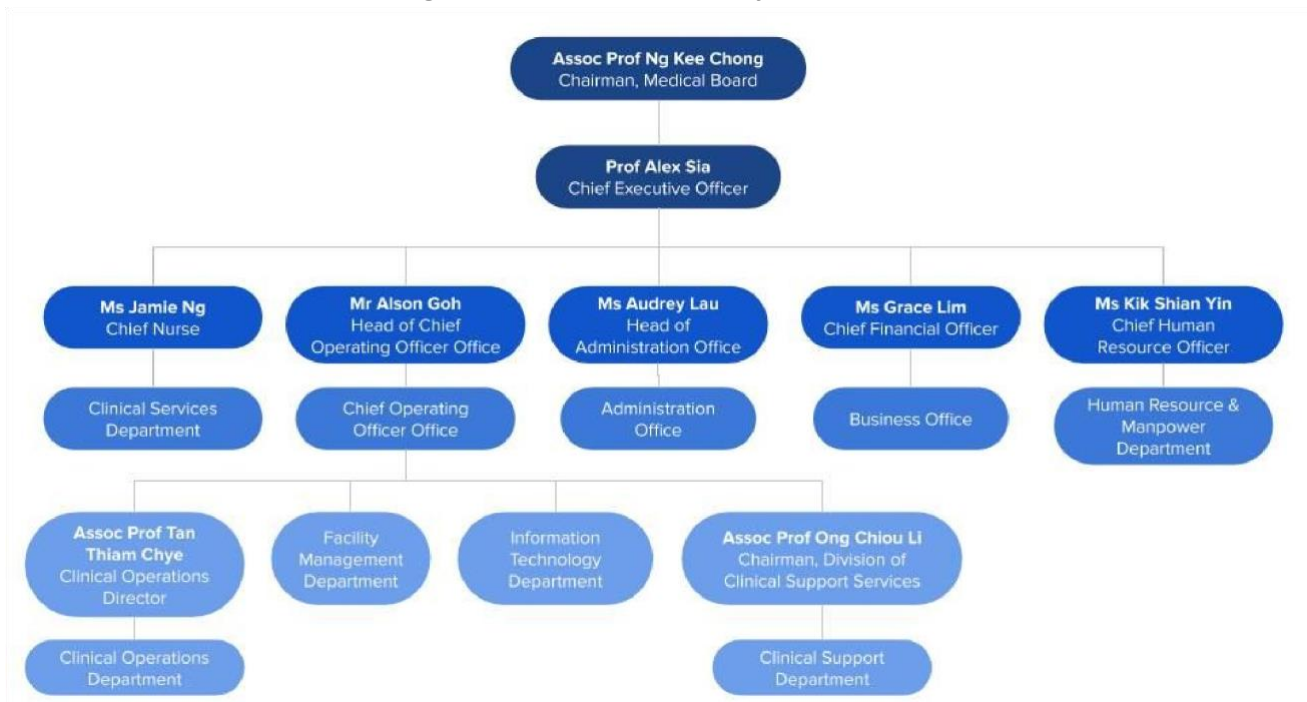 Assoc Prof Ng Kee Chong
Chairman, Medical Board
Prof Alex Sia
Chief Executive Officer
Ms Jamie Ng
Chief Nurse
Mr Alson Goh
Head of Chief
Operating Officer Office
Ms Audrey Lau
Head of
Administration Office
Ms Grace Lim
Chief Financial Officer
Ms Kik Shian Yin
Chief Human
Resource Officer
Clinical Services
Department
Chief Operating
Officer Office
Administration
Office
Business Office
Human Resource &
Manpower
Department
Assoc Prof Tan
Thiam Chye
Clinical Operations
Director
Facility
Management
Department
Information
Technology
Department
Assoc Prof Ong Chiou Li
Chairman, Division of
Clinical Support Services
Clinical Operations
Department
Clinical Support
Department